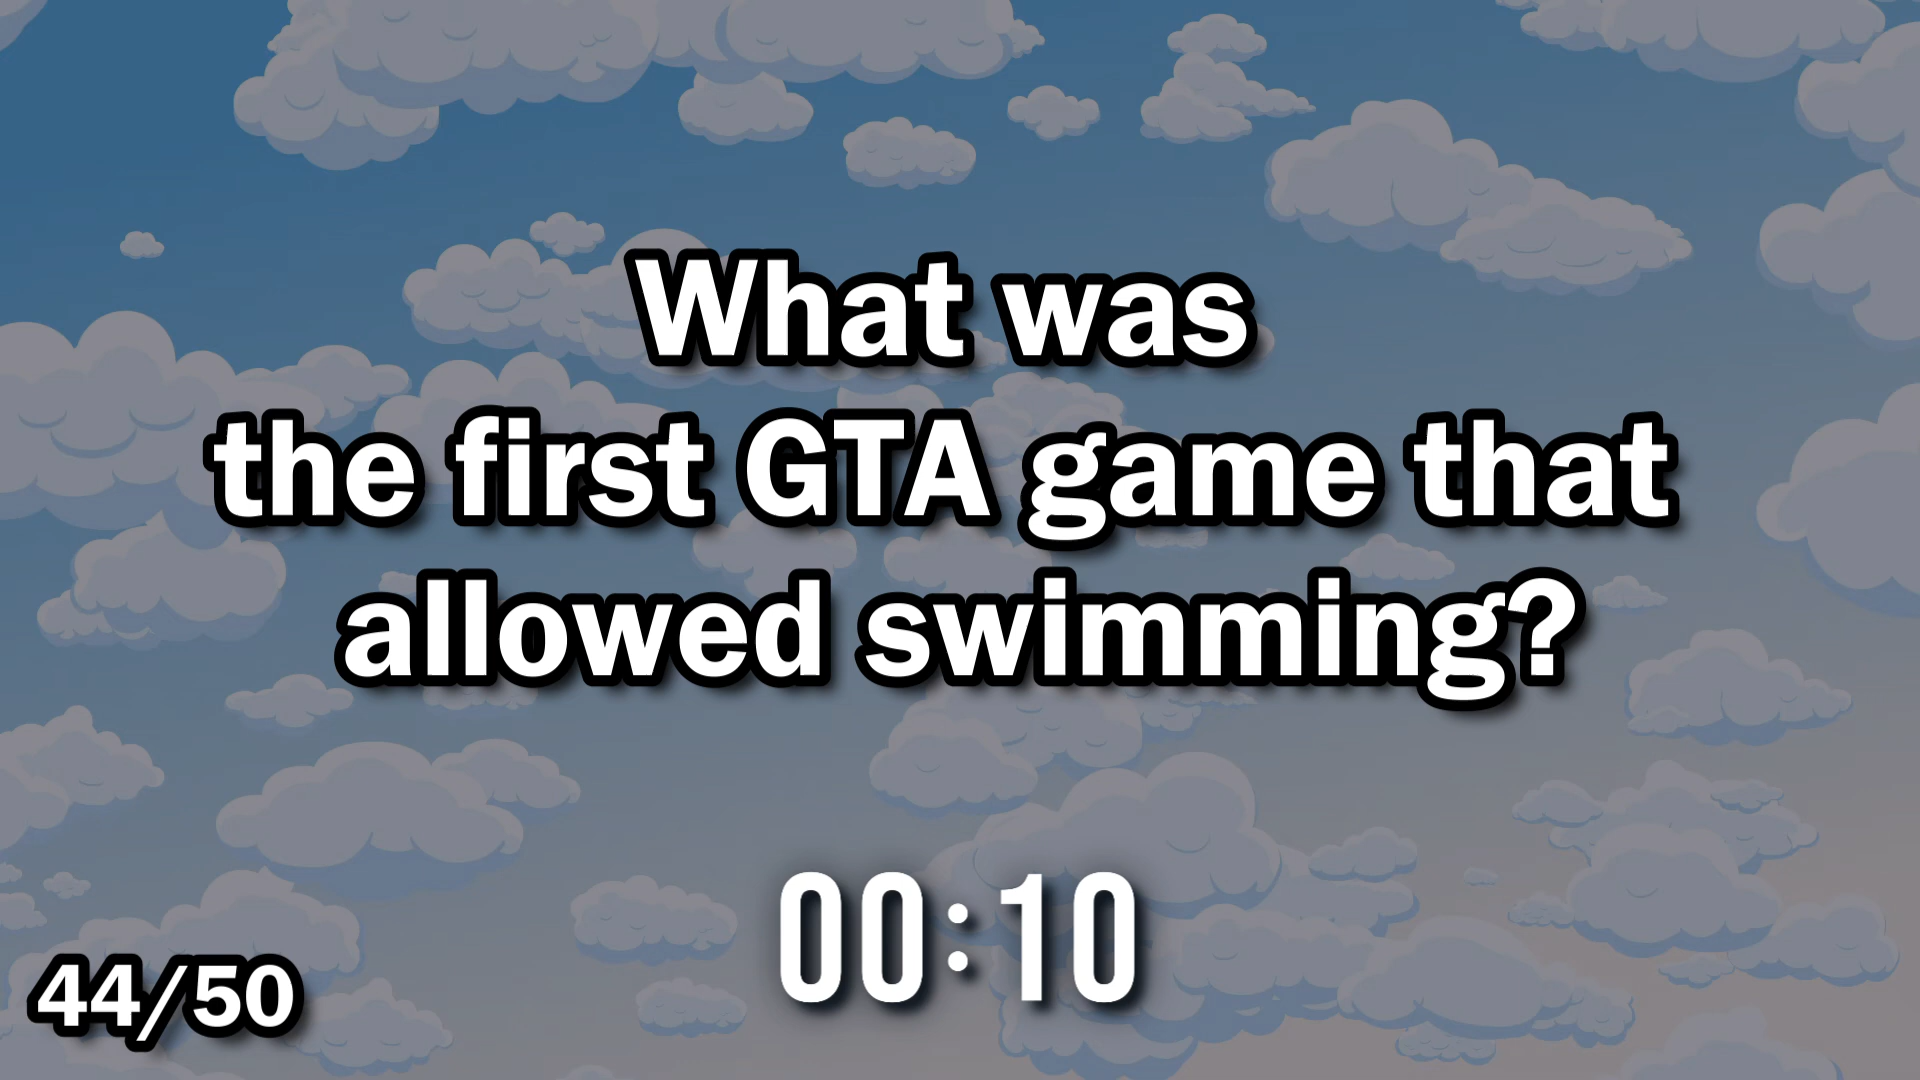 What was
the first GTA game that
allowed swimming?
00:10
44/50